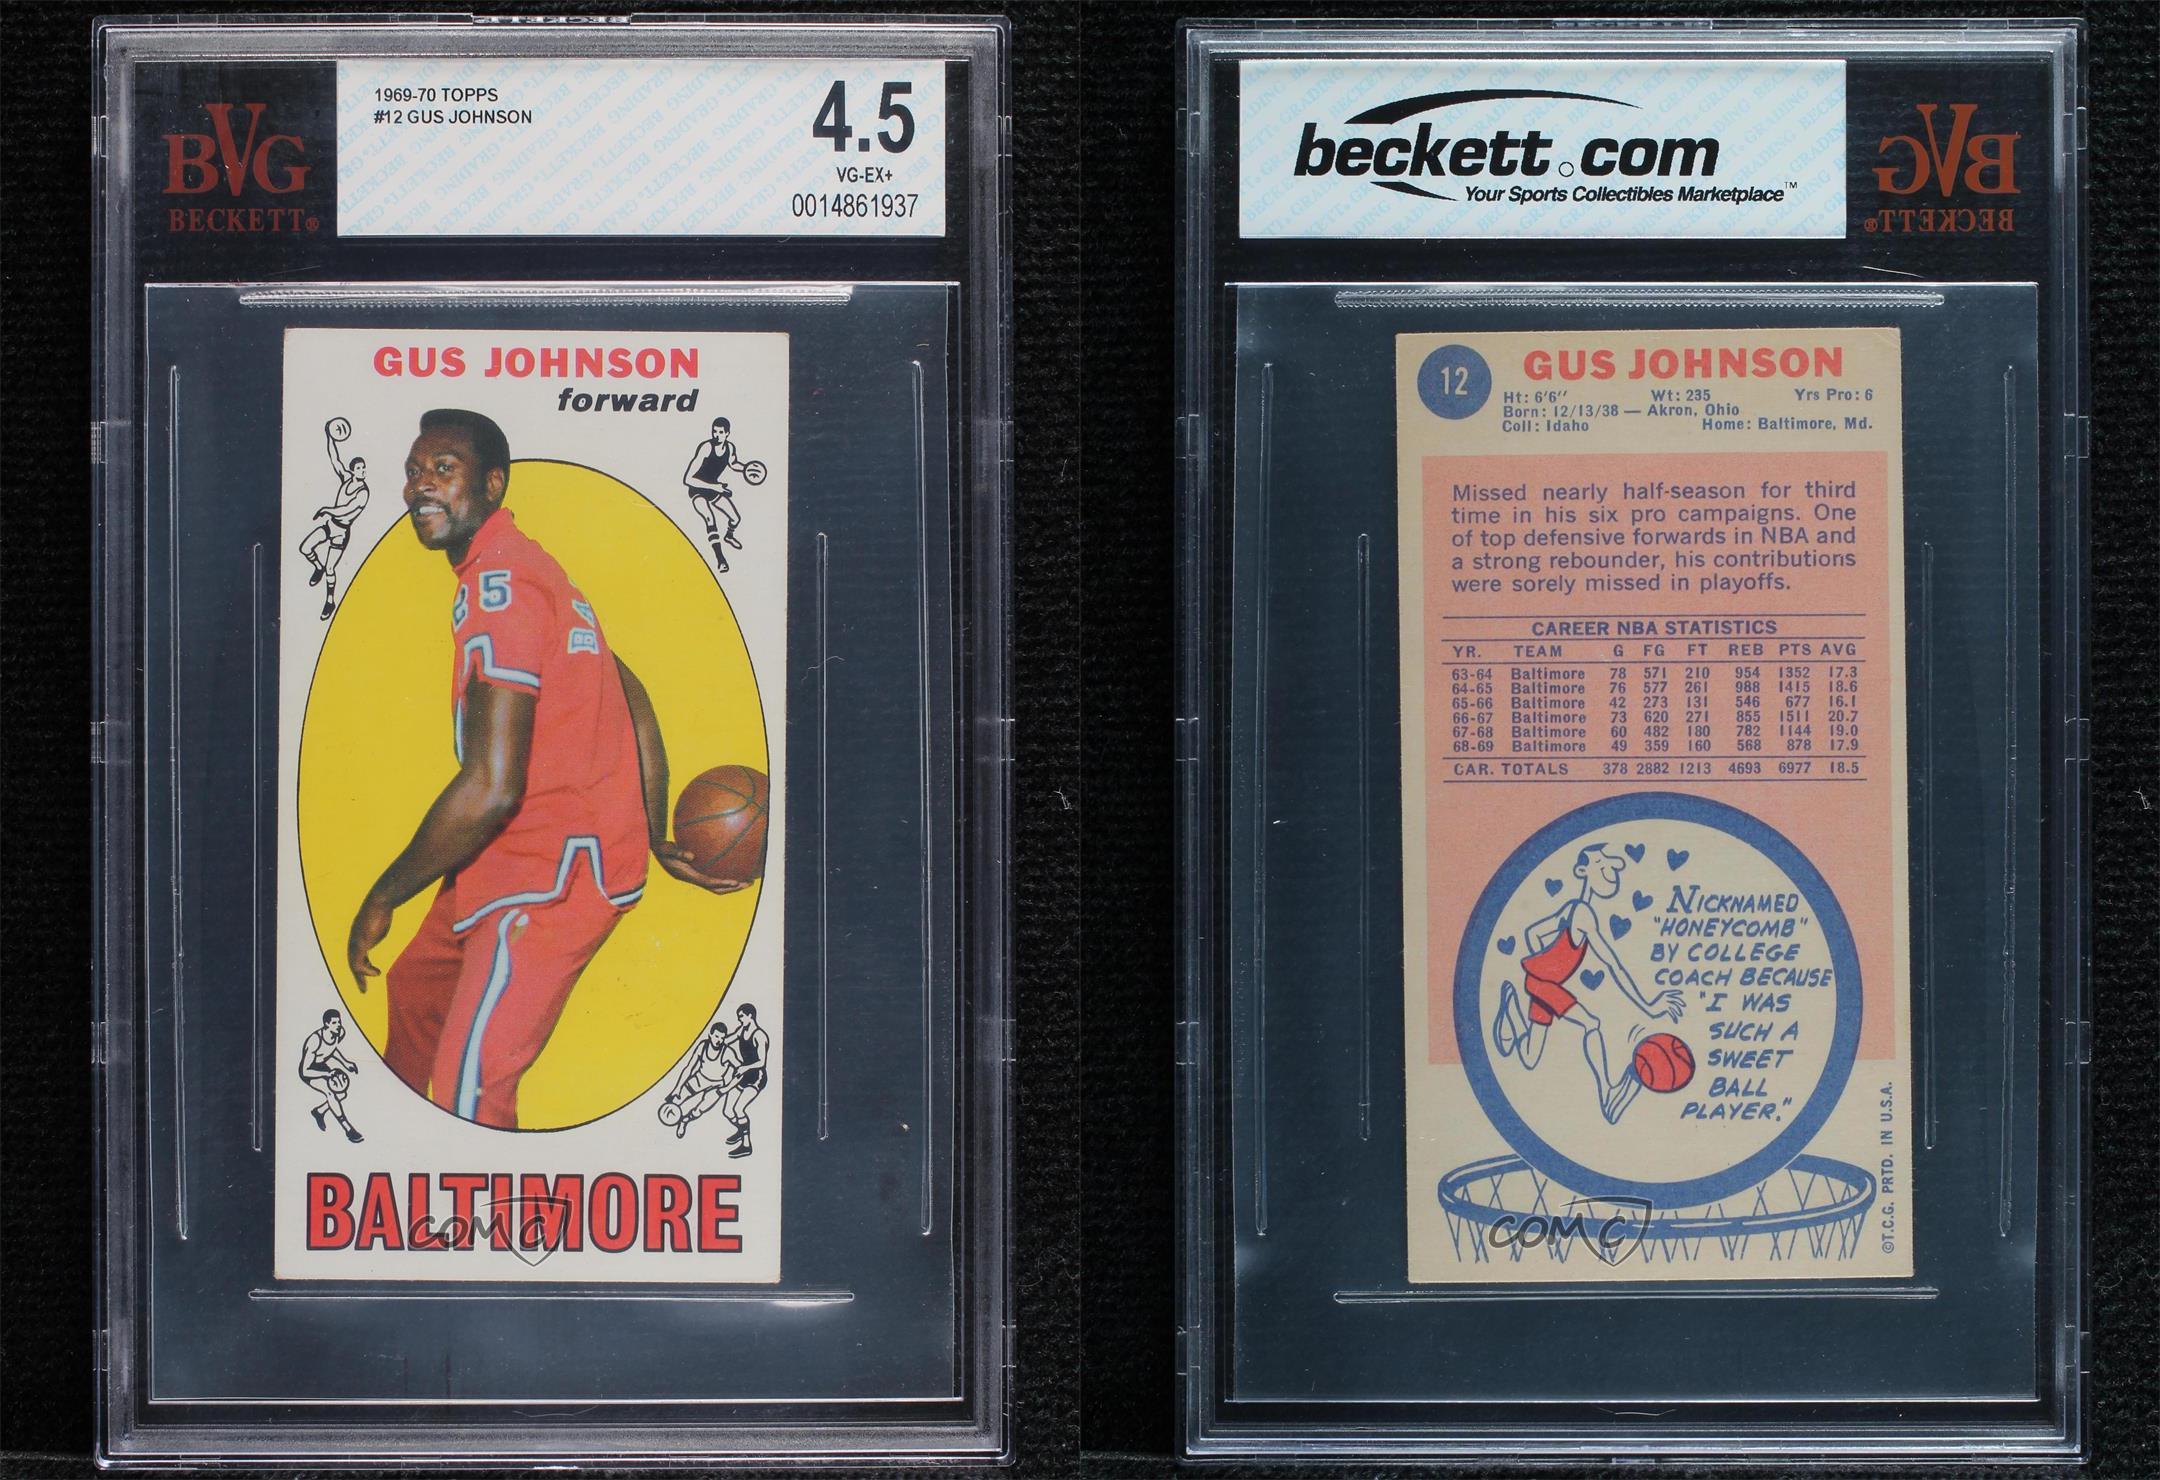 BVG
BECKETT®
1969-70 TOPPS
#12 GUS JOHNSON
4.5
VG-EX+
0014861937
GUS JOHNSON
forward
25
BA
BALTIMORE
COMC
beckett.com
Your Sports Collectibles Marketplace™
BVG
BECKETT®
12
GUS JOHNSON
Ht: 6'6" Wt: 235 Yrs Pro: 6
Born: 12/13/38 — Akron, Ohio
Coll: Idaho Home: Baltimore, Md.
Missed nearly half-season for third
time in his six pro campaigns. One
of top defensive forwards in NBA and
a strong rebounder, his contributions
were sorely missed in playoffs.
CAREER NBA STATISTICS
YR. TEAM G FG FT REB PTS AVG
63-64 Baltimore 78 571 210 954 1352 17.3
64-65 Baltimore 76 577 261 988 1415 18.6
65-66 Baltimore 42 273 131 546 677 16.1
66-67 Baltimore 73 620 271 855 1511 20.7
67-68 Baltimore 60 482 180 782 1144 19.0
68-69 Baltimore 49 359 160 568 878 17.9
CAR. TOTALS 378 2882 1213 4693 6977 18.5
NICKNAMED
"HONEYCOMB"
BY COLLEGE
COACH BECAUSE
"I WAS
SUCH A
SWEET
BALL
PLAYER."
©T.C.G. PRTD. IN U.S.A.
COMC